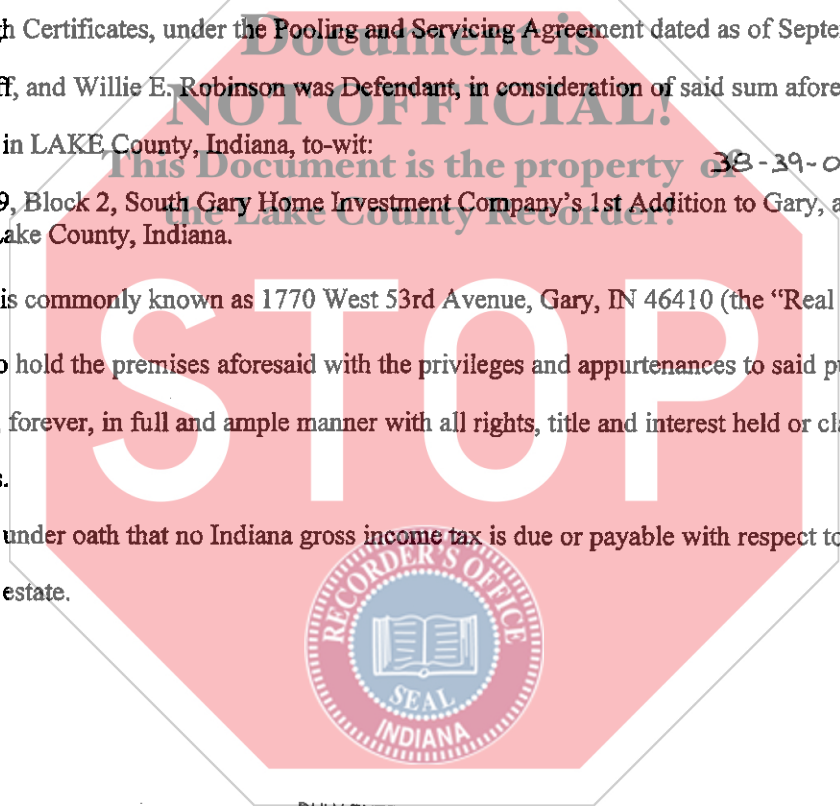 h Certificates, under the Pooling and Servicing Agreement dated as of Septe
Document is
ff, and Willie E. Robinson was Defendant, in consideration of said sum afore
NOT OFFICIAL!
in LAKE County, Indiana, to-wit:
This Document is the property of
38-39-0
9, Block 2, South Gary Home Investment Company's 1st Addition to Gary, a
the Lake County Recorder!
Lake County, Indiana.
is commonly known as 1770 West 53rd Avenue, Gary, IN 46410 (the "Real
STOP
o hold the premises aforesaid with the privileges and appurtenances to said pu
forever, in full and ample manner with all rights, title and interest held or cla
s.
under oath that no Indiana gross income tax is due or payable with respect to
estate.
RECORDER'S OFFICE
SEAL
INDIANA